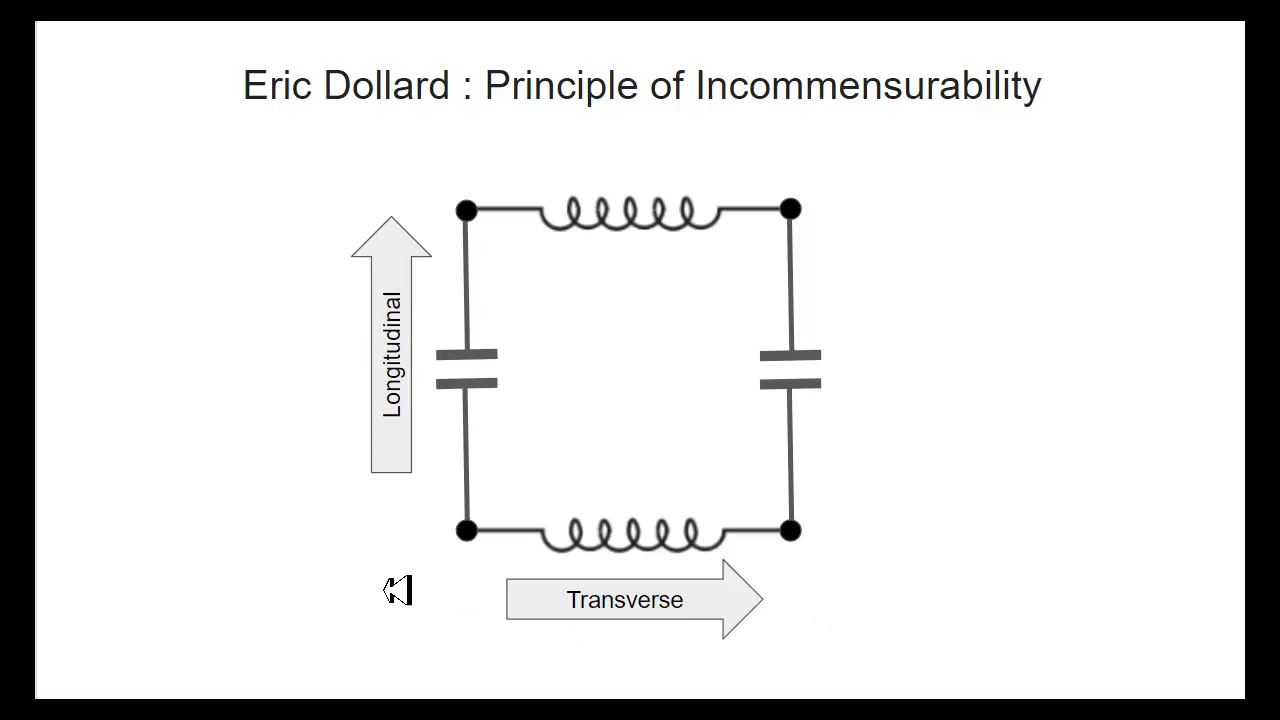 Eric Dollard : Principle of Incommensurability
Longitudinal
Transverse